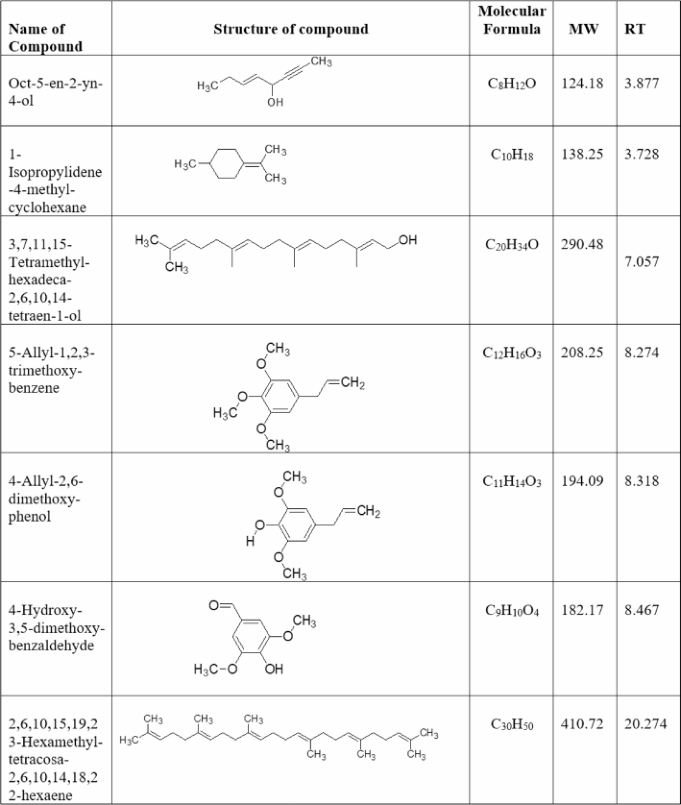 Name of Compound
Structure of compound
Molecular Formula
MW
RT
Oct-5-en-2-yn-
4-ol
CH₃
H₃C
OH
C₈H₁₂O
124.18
3.877
1-
Isopropylidene
-4-methyl-
cyclohexane
H₃C
CH₃
CH₃
C₁₀H₁₈
138.25
3.728
3,7,11,15-
Tetramethyl-
hexadeca-
2,6,10,14-
tetraen-1-ol
H₃C
CH₃
OH
C₂₀H₃₄O
290.48
7.057
5-Allyl-1,2,3-
trimethoxy-
benzene
CH₃
O
O
H₃C
O
CH₃
CH₂
C₁₂H₁₆O₃
208.25
8.274
4-Allyl-2,6-
dimethoxy-
phenol
CH₃
O
O
H
O
CH₃
CH₂
C₁₁H₁₄O₃
194.09
8.318
4-Hydroxy-
3,5-dimethoxy-
benzaldehyde
O
CH₃
O
H₃C-O
OH
C₉H₁₀O₄
182.17
8.467
2,6,10,15,19,2
3-Hexamethyl-
tetracosa-
2,6,10,14,18,2
2-hexaene
CH₃ CH₃ CH₃
H₃C
CH₃ CH₃ CH₃
CH₃
C₃₀H₅₀
410.72
20.274